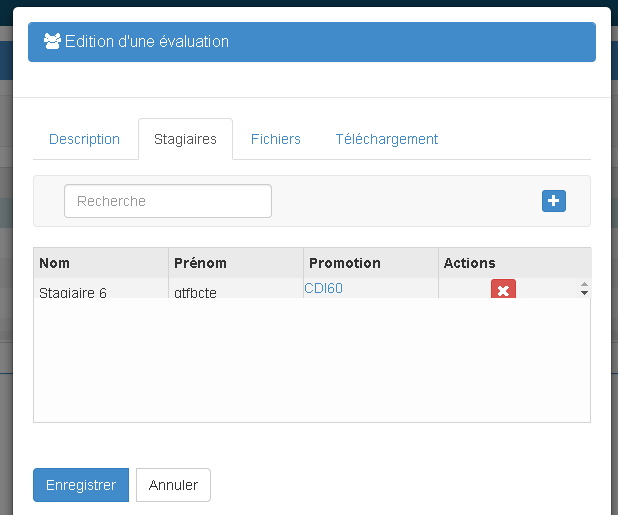 Edition d'une évaluation
Description Stagiaires Fichiers Téléchargement
Recherche
Nom Prénom Promotion Actions
Stagiaire 6 gtfbcte CDI60
Enregistrer Annuler